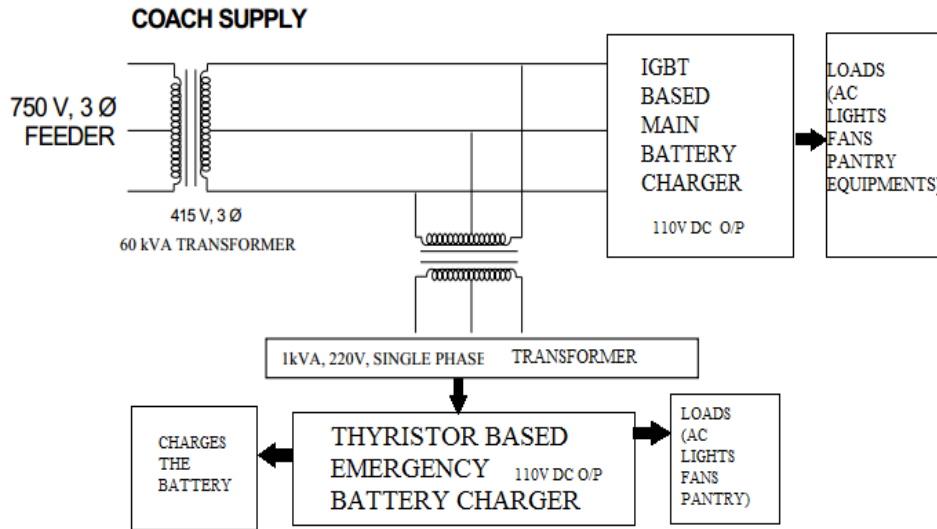 COACH SUPPLY
750 V, 3 Ø
FEEDER
415 V, 3 Ø
60 kVA TRANSFORMER
IGBT
BASED
MAIN
BATTERY
CHARGER
110V DC O/P
LOADS
(AC
LIGHTS
FANS
PANTRY
EQUIPMENTS)
1kVA, 220V, SINGLE PHASE TRANSFORMER
CHARGES
THE
BATTERY
THYRISTOR BASED
EMERGENCY 110V DC O/P
BATTERY CHARGER
LOADS
(AC
LIGHTS
FANS
PANTRY)